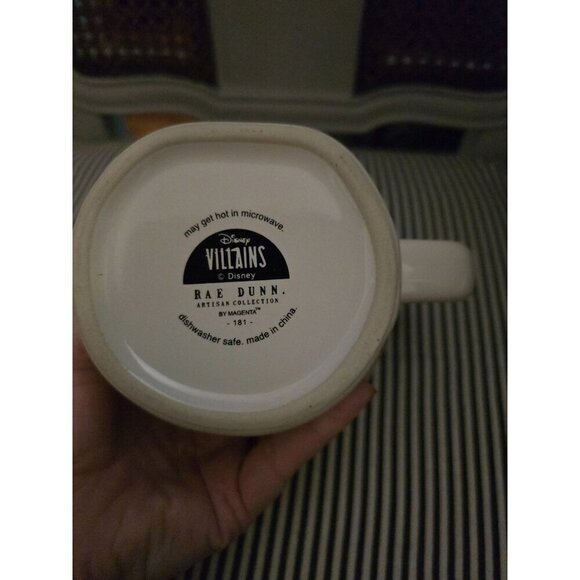 may get hot in microwave.
Disney
VILLAINS
© Disney
RAE DUNN.
ARTISAN COLLECTION
BY MAGENTA™
- 181 -
dishwasher safe. made in china.